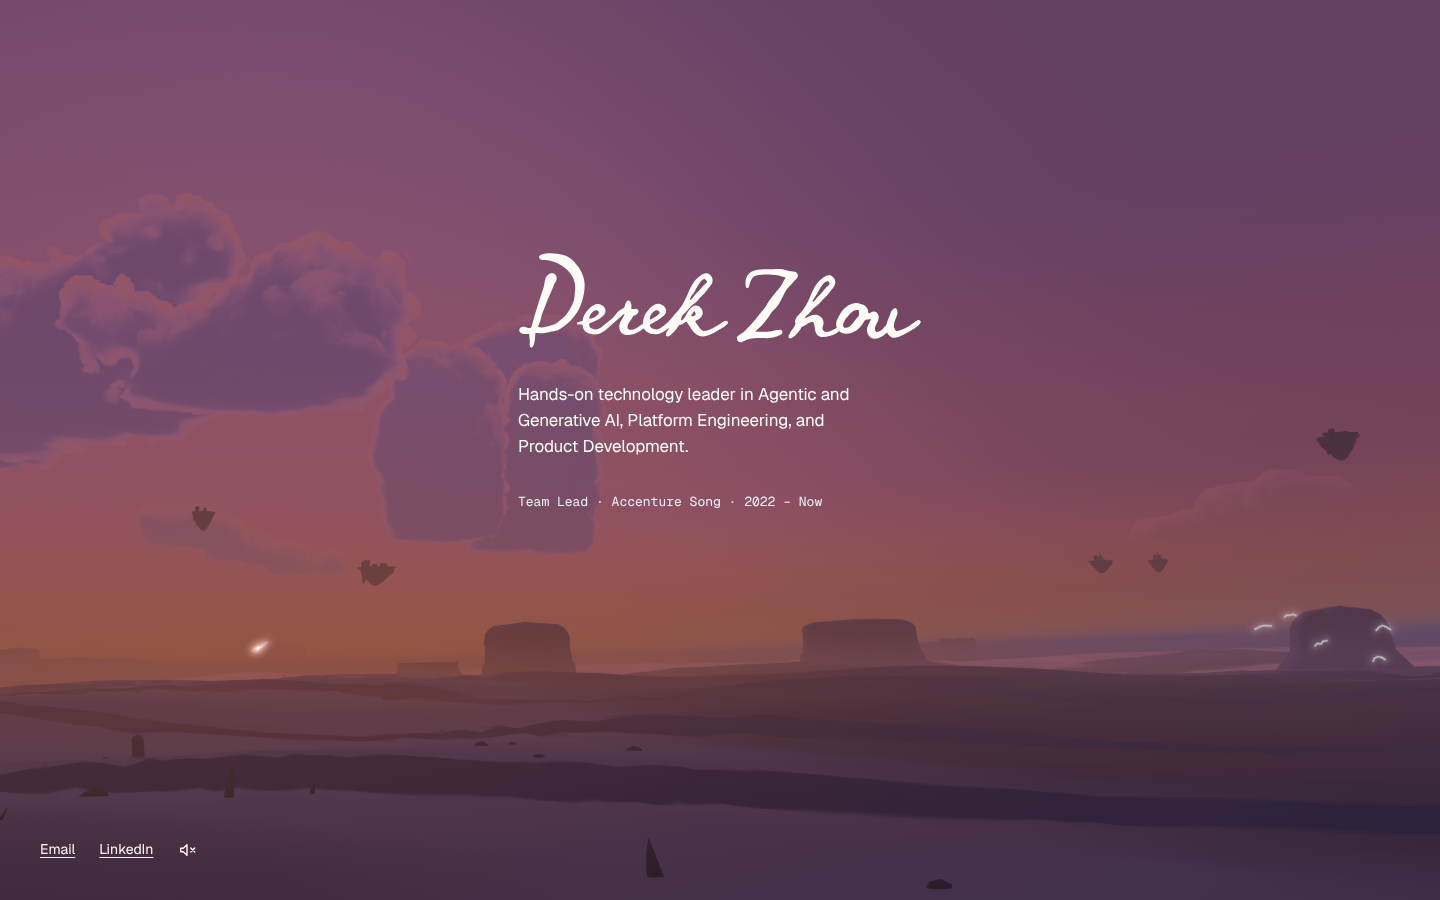 Derek Zhou
Hands-on technology leader in Agentic and
Generative AI, Platform Engineering, and
Product Development.
Team Lead · Accenture Song · 2022 – Now
Email LinkedIn